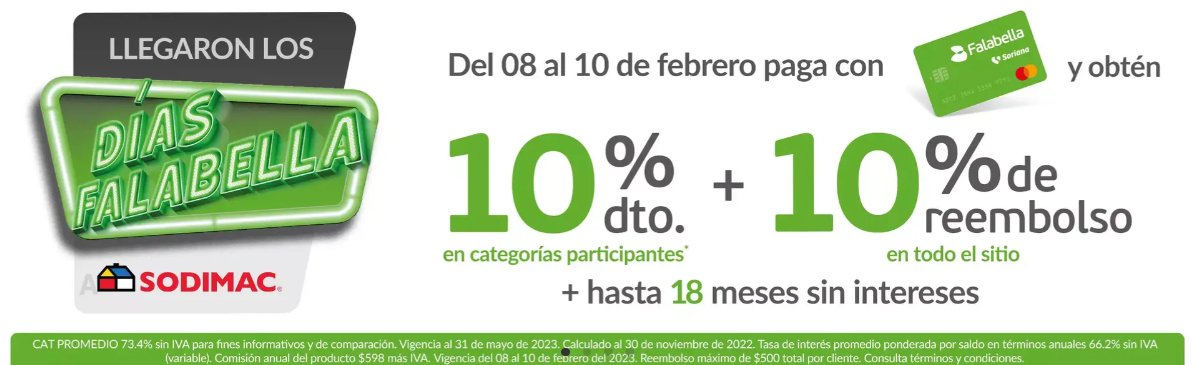 LLEGARON LOS
DÍAS
FALABELLA
SODIMAC
Del 08 al 10 de febrero paga con
Falabella
Soriana
y obtén
10% dto.
en categorías participantes*
+
10% de reembolso
en todo el sitio
+ hasta 18 meses sin intereses
CAT PROMEDIO 73.4% sin IVA para fines informativos y de comparación. Vigencia al 31 de mayo de 2023. Calculado al 30 de noviembre de 2022. Tasa de interés promedio ponderada por saldo en términos anuales 66.2% sin IVA
(variable). Comisión anual del producto $598 más IVA. Vigencia del 08 al 10 de febrero del 2023. Reembolso máximo de $500 total por cliente. Consulta términos y condiciones.